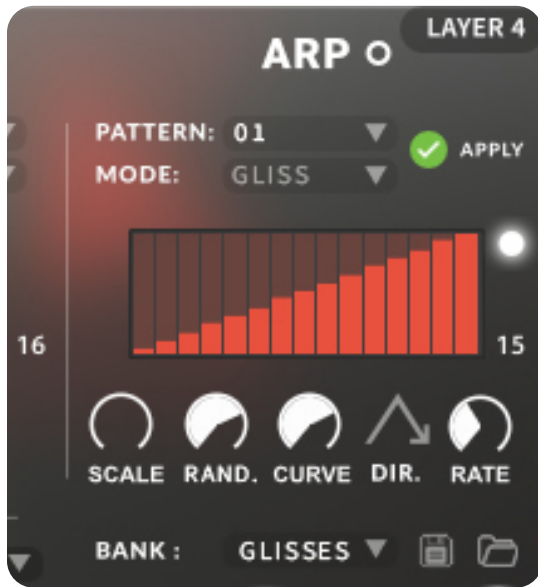 LAYER 4
ARP
PATTERN: 01
APPLY
MODE: GLISS
16
15
SCALE RAND. CURVE DIR. RATE
BANK : GLISSES